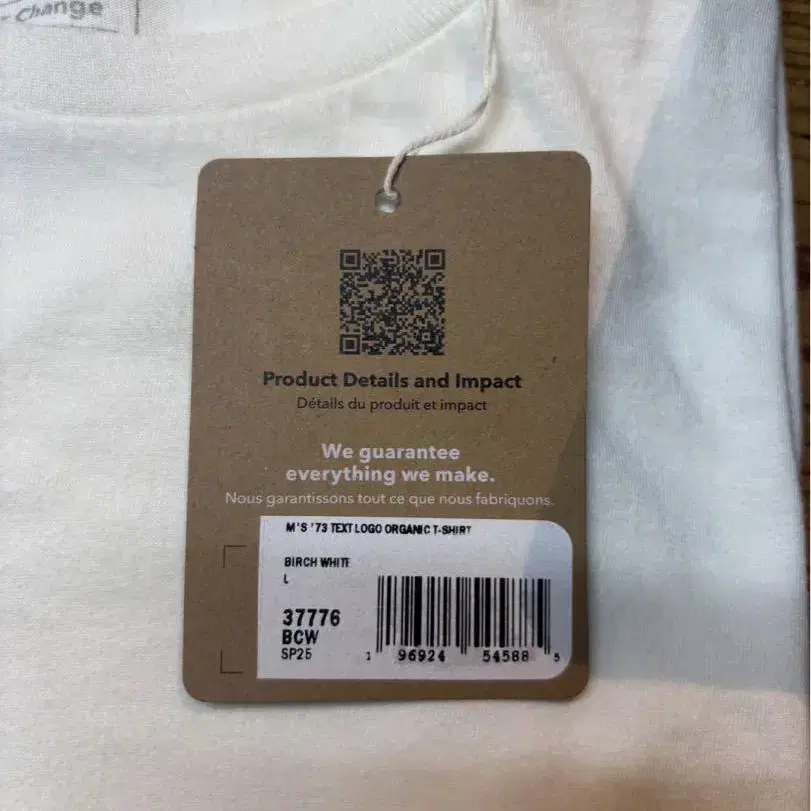 Change
Product Details and Impact
Détails du produit et impact
We guarantee
everything we make.
Nous garantissons tout ce que nous fabriquons.
M'S '73 TEXT LOGO ORGANIC T-SHIRT
BIRCH WHITE
L
37776
BCW
SP25
1 96924 54588 5